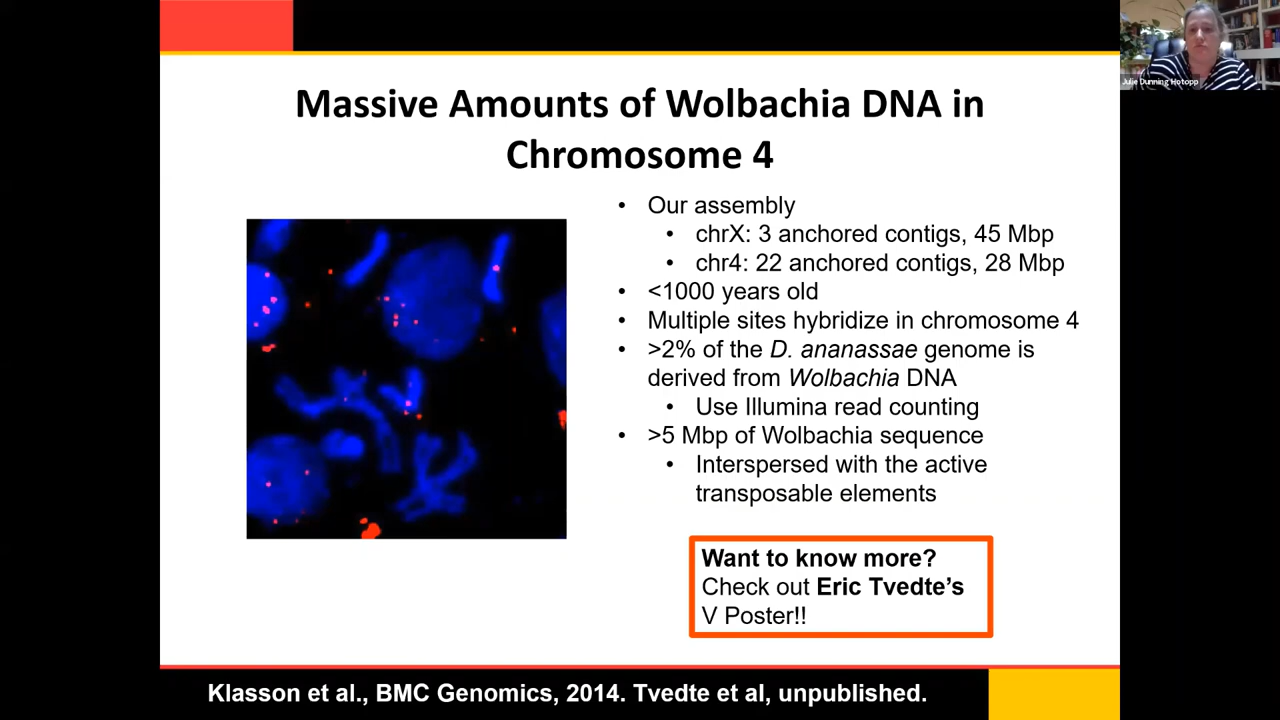 Massive Amounts of Wolbachia DNA in
Chromosome 4
• Our assembly
• chrX: 3 anchored contigs, 45 Mbp
• chr4: 22 anchored contigs, 28 Mbp
• <1000 years old
• Multiple sites hybridize in chromosome 4
• >2% of the D. ananassae genome is
derived from Wolbachia DNA
• Use Illumina read counting
• >5 Mbp of Wolbachia sequence
• Interspersed with the active
transposable elements
Want to know more?
Check out Eric Tvedte’s
V Poster!!
Klasson et al., BMC Genomics, 2014. Tvedte et al, unpublished.
Julie Dunning Hotopp